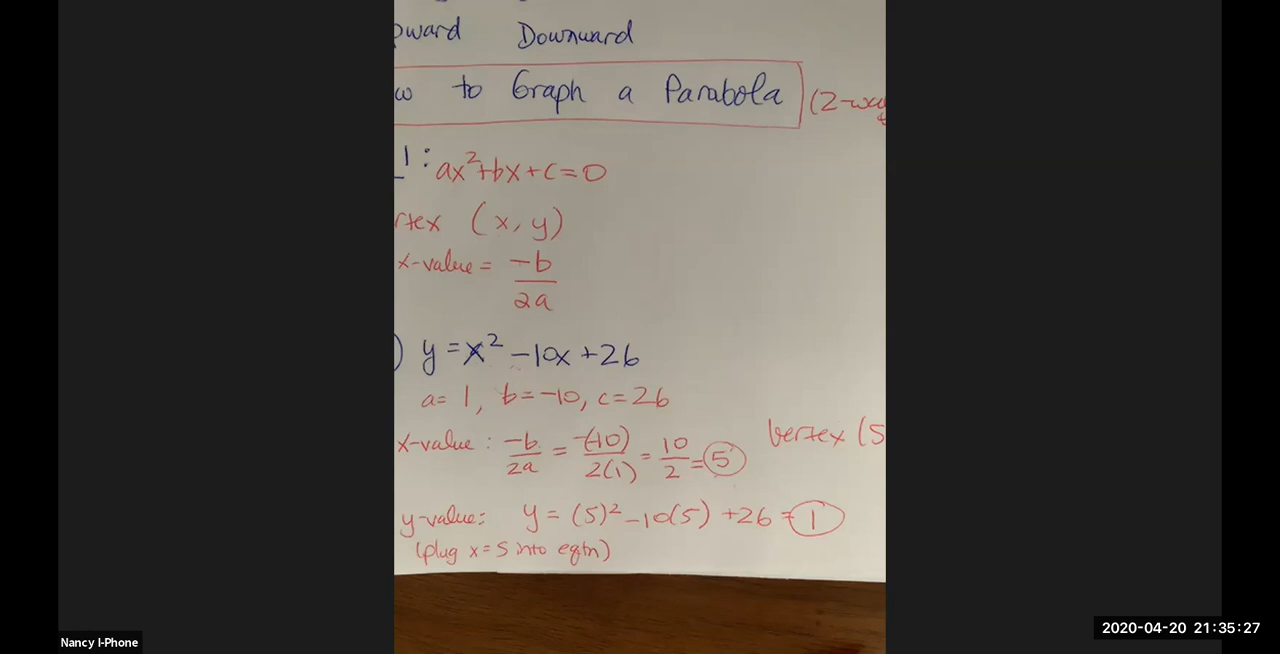 pward Downward
w to Graph a Parabola (2-way
1: ax²+bx+c=0
rtex (x, y)
x-value = -b/2a
) y = x² -10x +26
a= 1, b=-10, c=26
x-value: -b/2a = -(-10)/2(1) = 10/2 = 5
vertex (5
y-value: y = (5)² -10(5) +26 = 1
(plug x=5 into eqtn)
Nancy I-Phone
2020-04-20 21:35:27